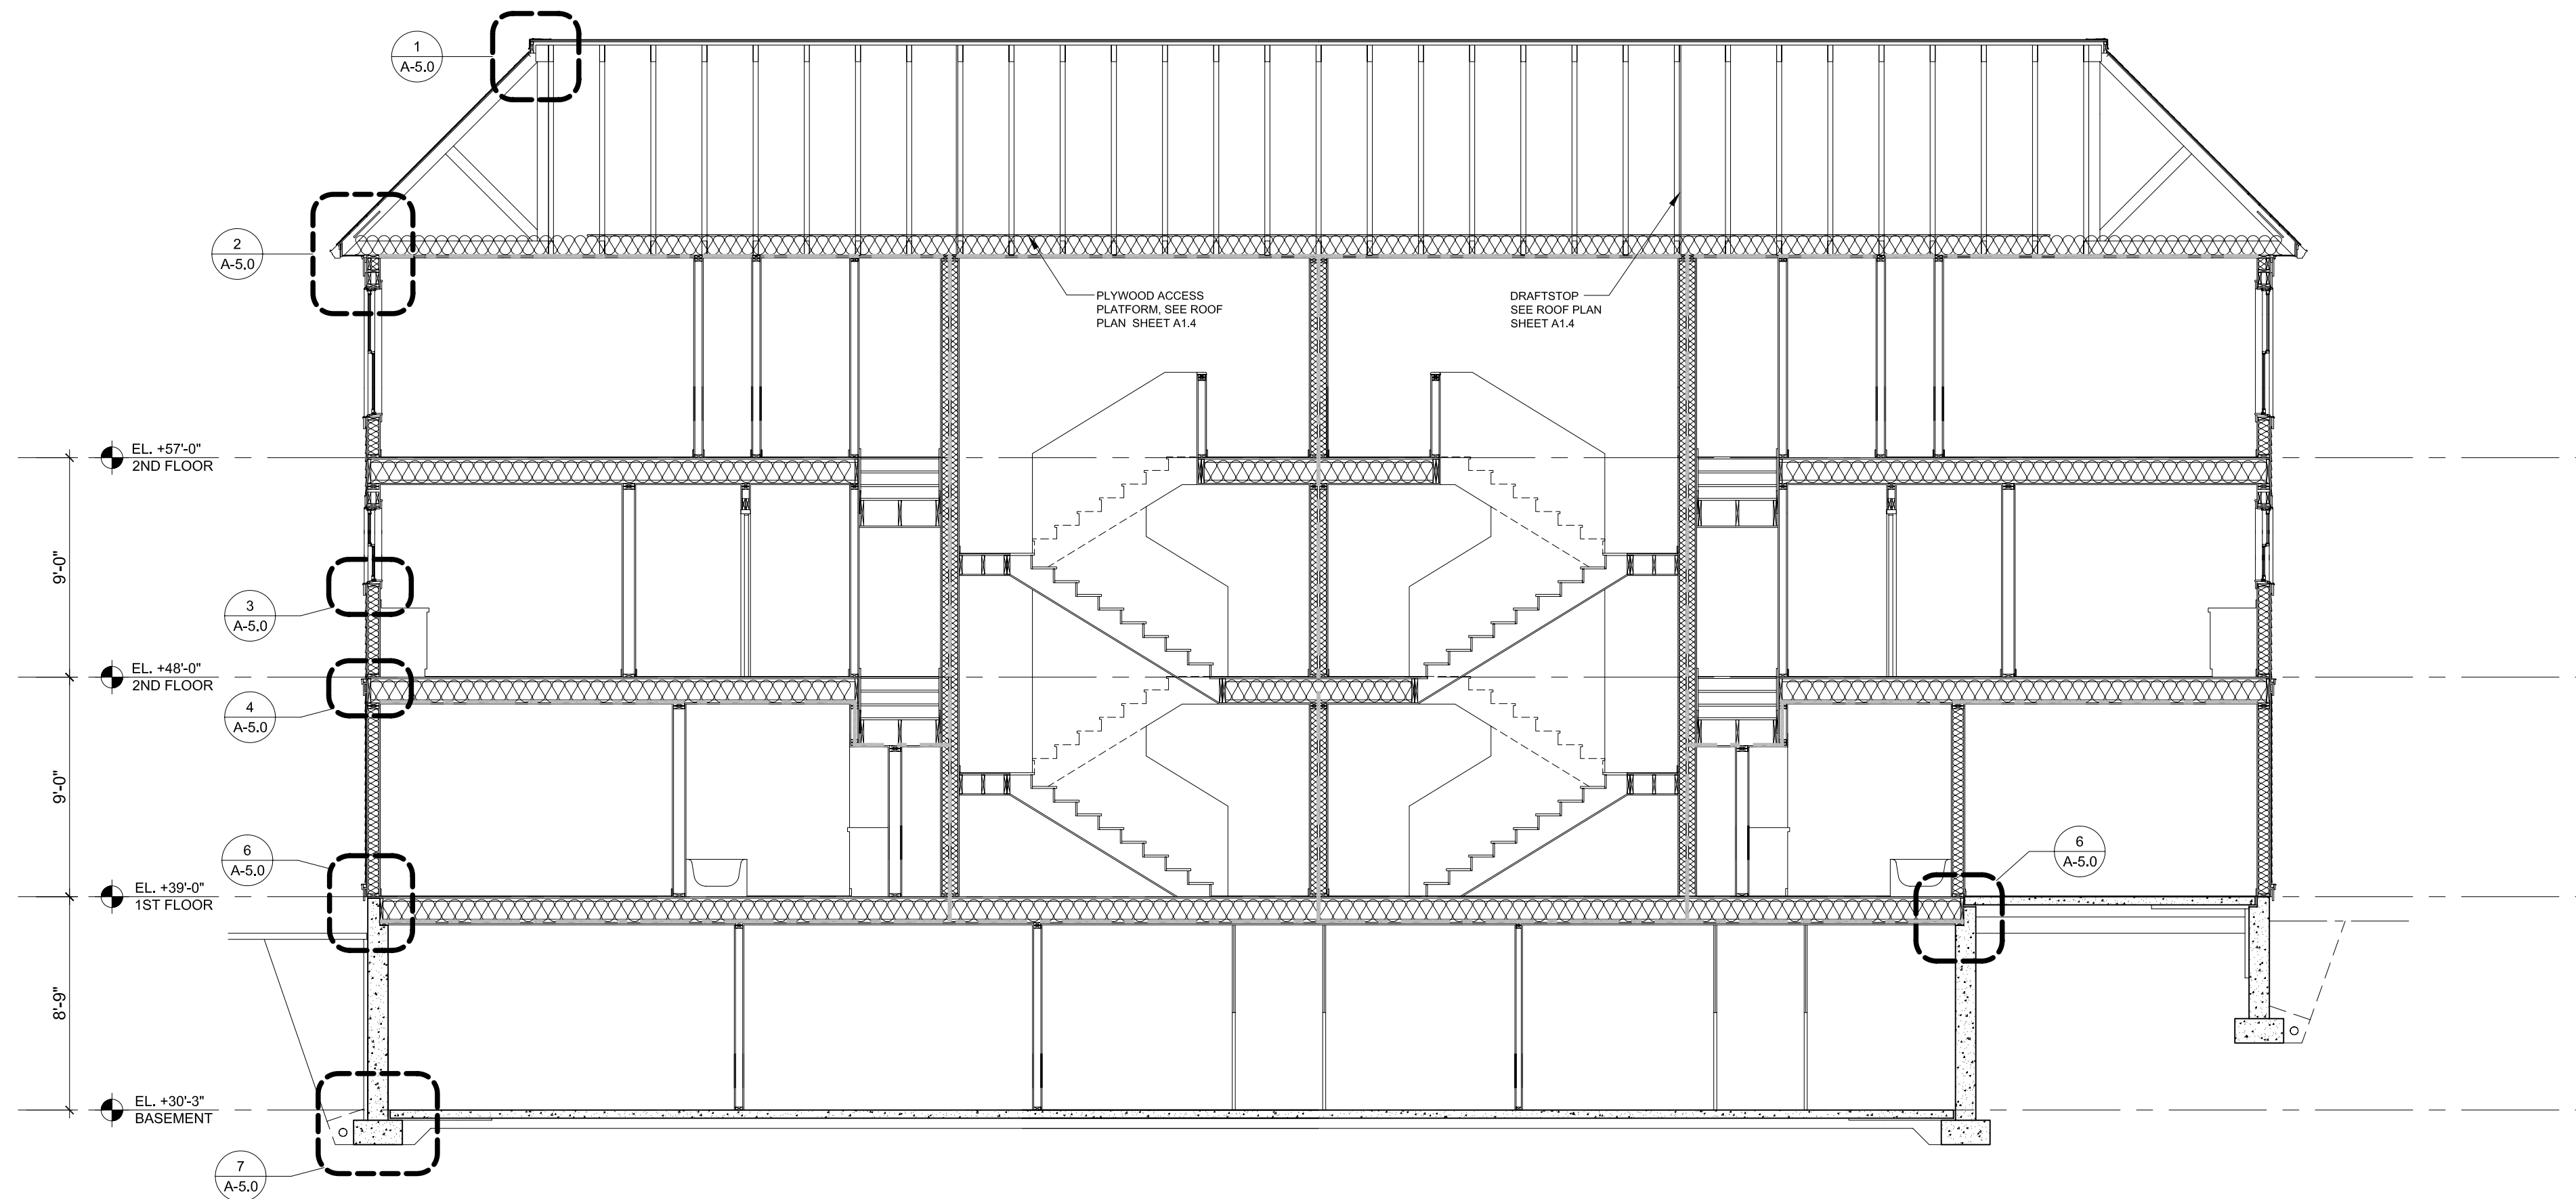 1
A-5.0
2
A-5.0
PLYWOOD ACCESS
PLATFORM, SEE ROOF
PLAN SHEET A1.4
DRAFTSTOP
SEE ROOF PLAN
SHEET A1.4
EL. +57'-0"
2ND FLOOR
9'-0"
3
A-5.0
EL. +48'-0"
2ND FLOOR
4
A-5.0
9'-0"
6
A-5.0
6
A-5.0
EL. +39'-0"
1ST FLOOR
8'-9"
EL. +30'-3"
BASEMENT
7
A-5.0